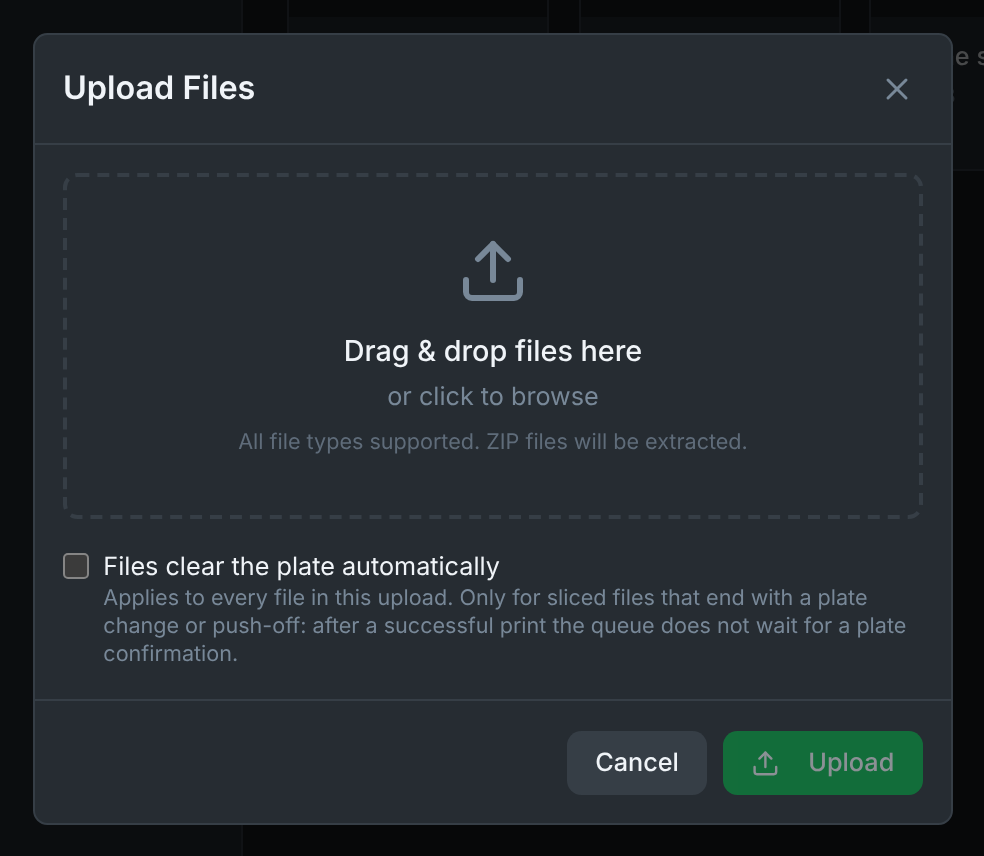 Upload Files
Drag & drop files here
or click to browse
All file types supported. ZIP files will be extracted.
Files clear the plate automatically
Applies to every file in this upload. Only for sliced files that end with a plate
change or push-off: after a successful print the queue does not wait for a plate
confirmation.
Cancel
Upload